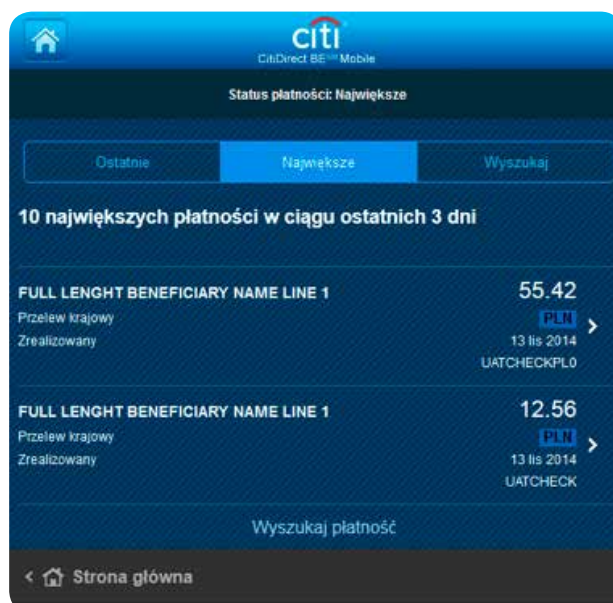 citi
CitiDirect BE℠ Mobile
Status płatności: Największe
Ostatnie Największe Wyszukaj
10 największych płatności w ciągu ostatnich 3 dni
FULL LENGHT BENEFICIARY NAME LINE 1 55.42
Przelew krajowy PLN
Zrealizowany 13 lis 2014
UATCHECKPL0
FULL LENGHT BENEFICIARY NAME LINE 1 12.56
Przelew krajowy PLN
Zrealizowany 13 lis 2014
UATCHECK
Wyszukaj płatność
Strona główna